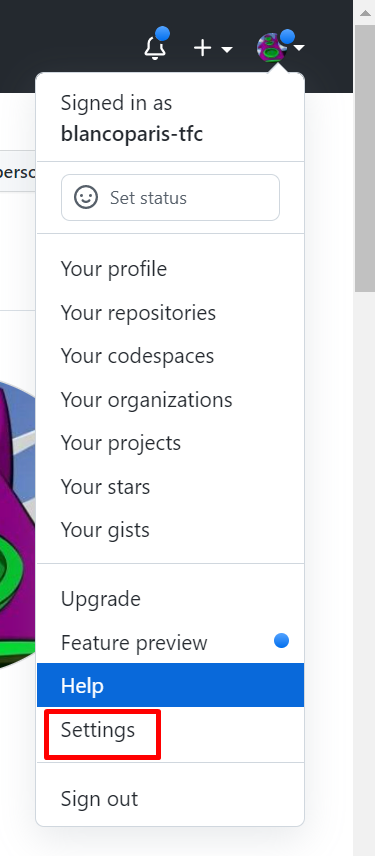 Signed in as
blancoparis-tfc
perso
Set status
Your profile
Your repositories
Your codespaces
Your organizations
Your projects
Your stars
Your gists
Upgrade
Feature preview
Help
Settings
Sign out